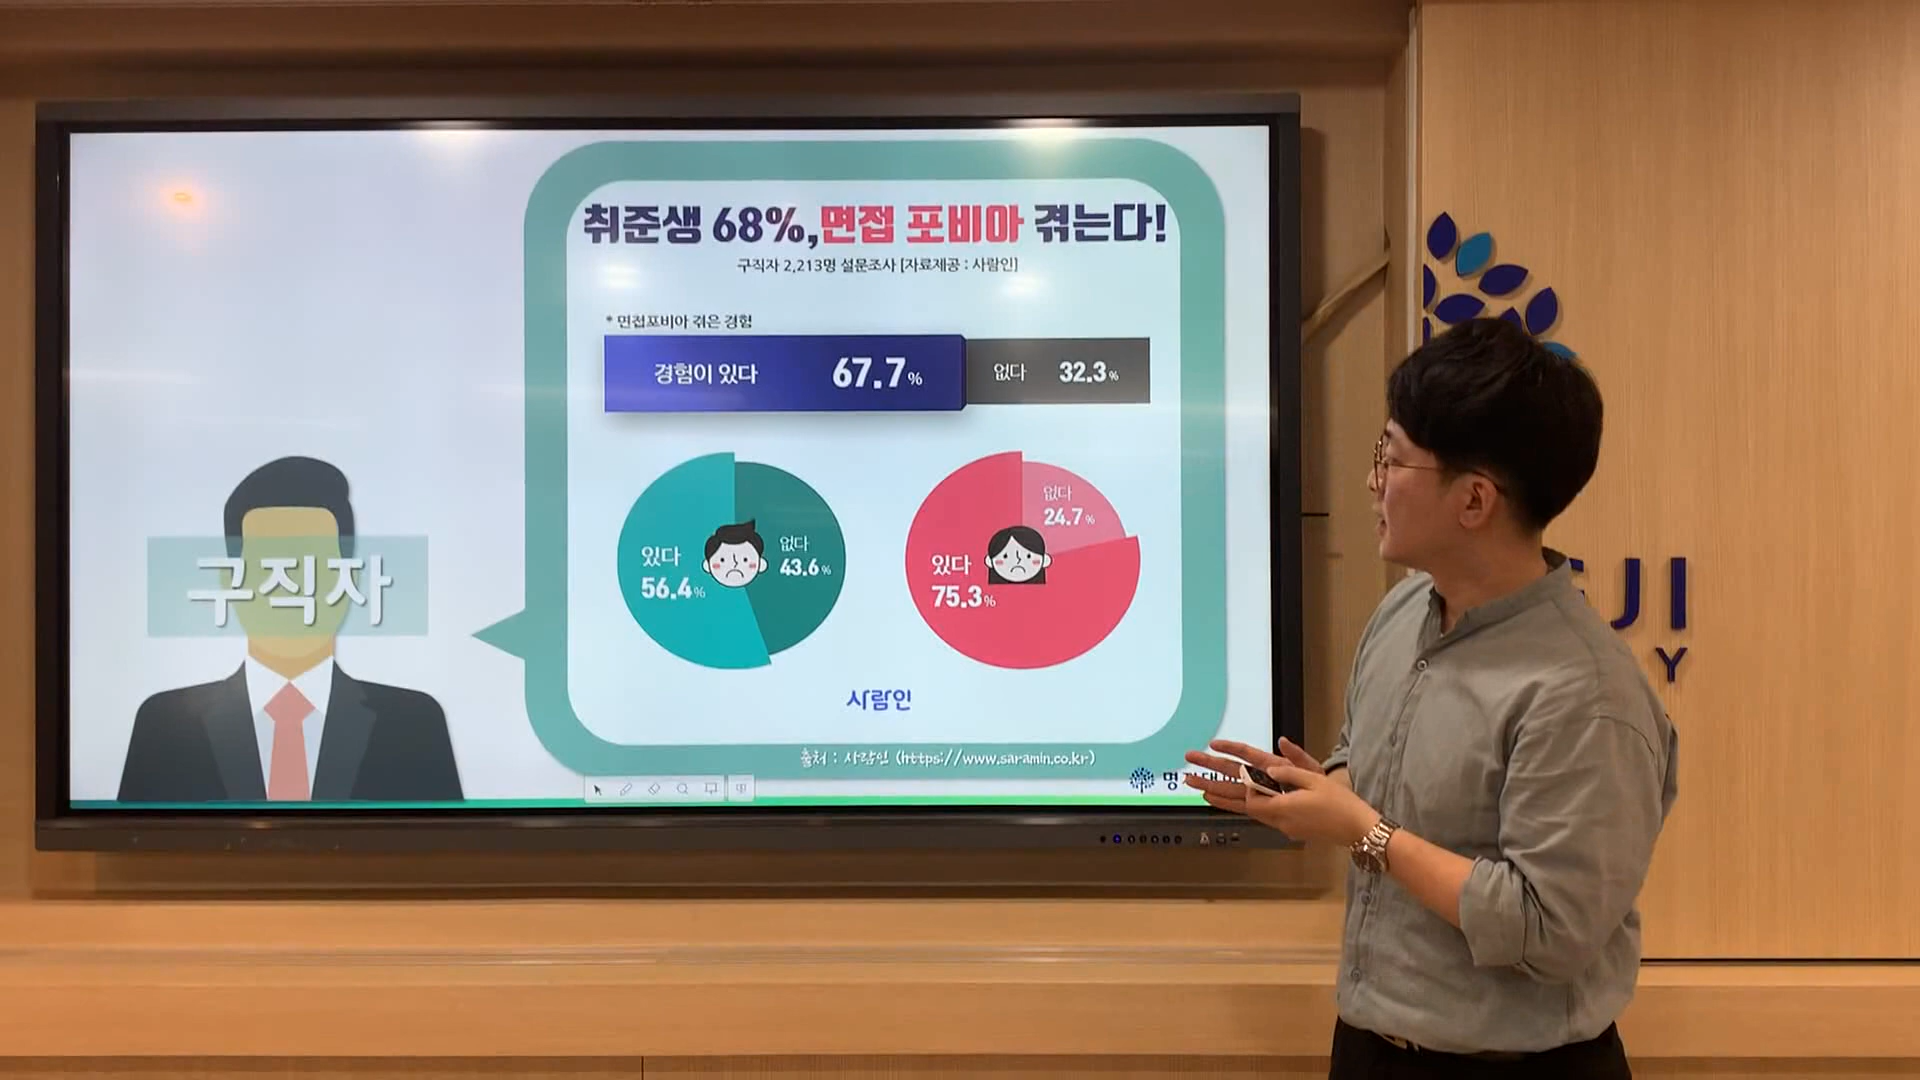 취준생 68%,면접 포비아 겪는다!
구직자 2,213명 설문조사 [자료제공 : 사람인]
* 면접포비아 겪은 경험
경험이 있다 67.7%
없다 32.3%
있다
56.4%
없다
43.6%
있다
75.3%
없다
24.7%
사람인
출처 : 사람인 (https://www.saramin.co.kr)
구직자
JI
Y